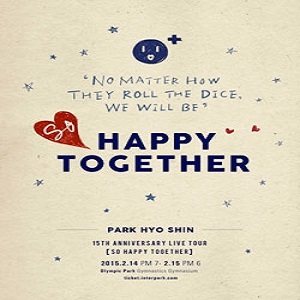 'NO MATTER HOW
THEY ROLL THE DICE,
WE WILL BE'
SO
HAPPY
TOGETHER
PARK HYO SHIN
15TH ANNIVERSARY LIVE TOUR
[SO HAPPY TOGETHER]
2015.2.14 PM 7- 2.15 PM 6
Olympic Park Gymnastics Gymnasium
ticket.interpark.com